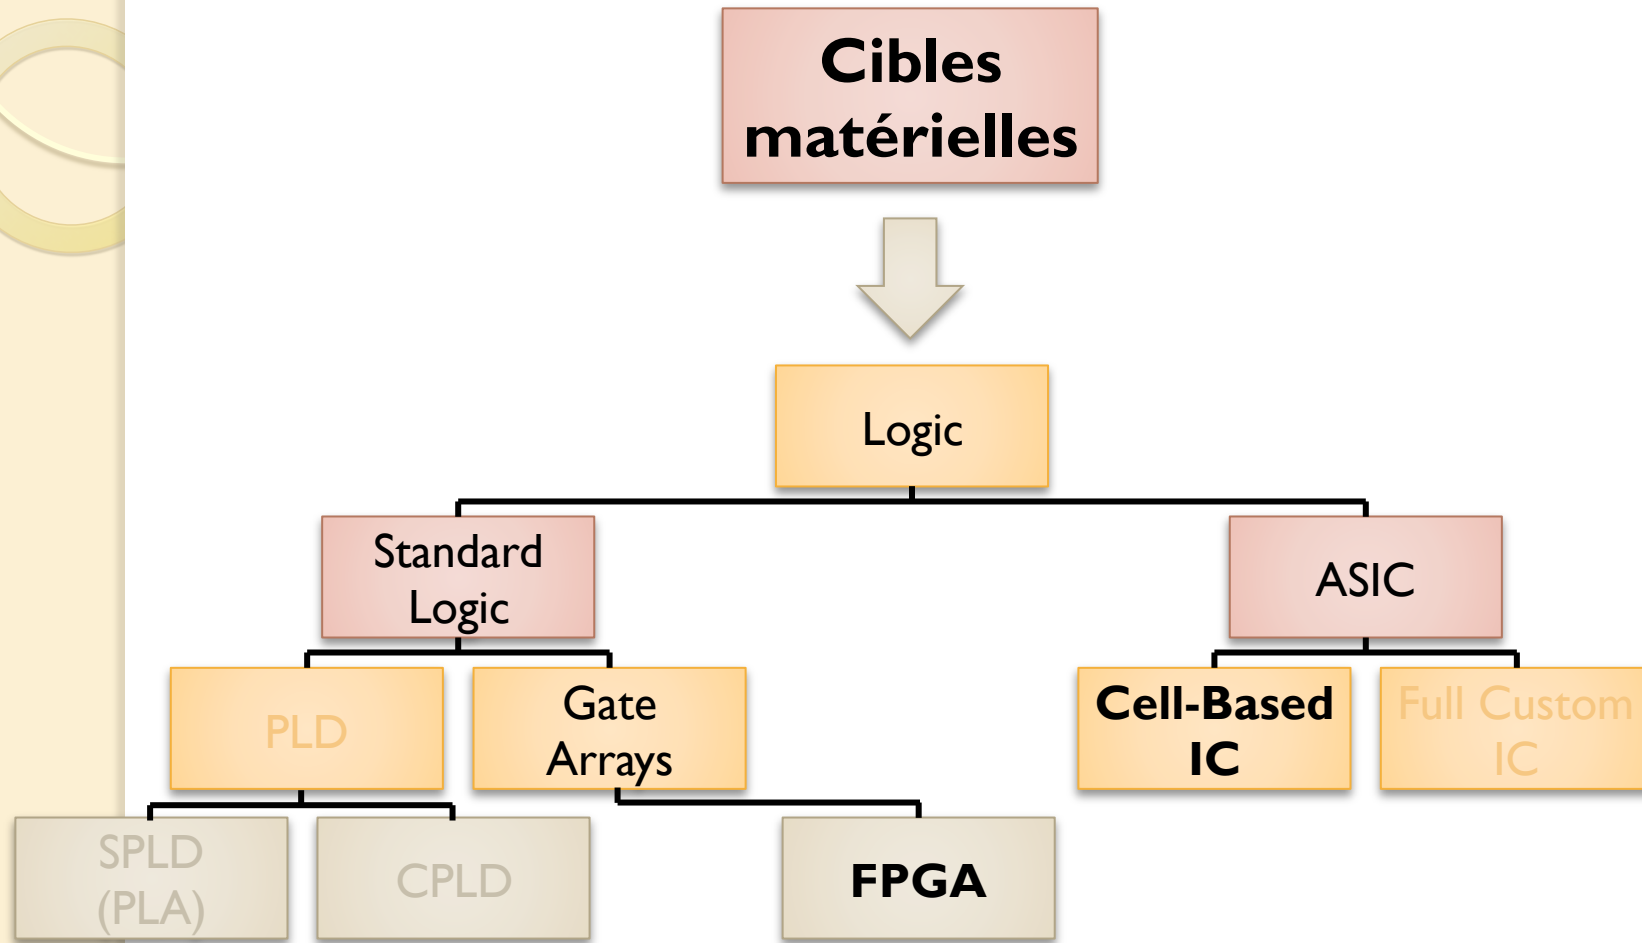 Cibles
matérielles
Logic
Standard
Logic
ASIC
PLD
Gate
Arrays
Cell-Based
IC
Full Custom
IC
SPLD
(PLA)
CPLD
FPGA